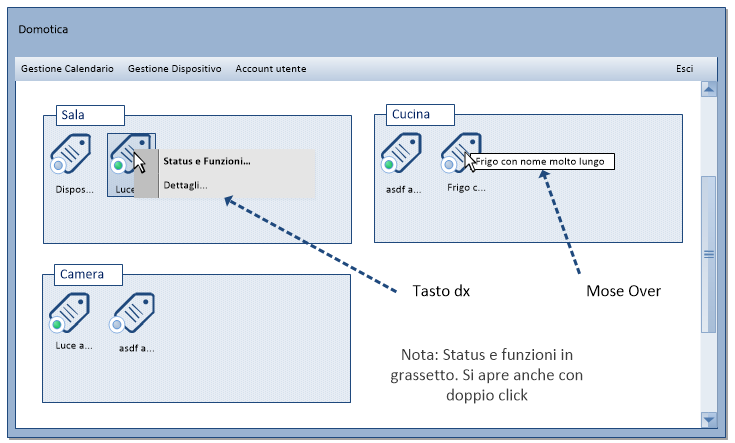 Domotica
Gestione Calendario Gestione Dispositivo Account utente Esci
Sala
Dispos...
Luce
Status e Funzioni...
Dettagli...
Cucina
asdf a...
Frigo c...
Frigo con nome molto lungo
Camera
Luce a...
asdf a...
Tasto dx
Mose Over
Nota: Status e funzioni in
grassetto. Si apre anche con
doppio click